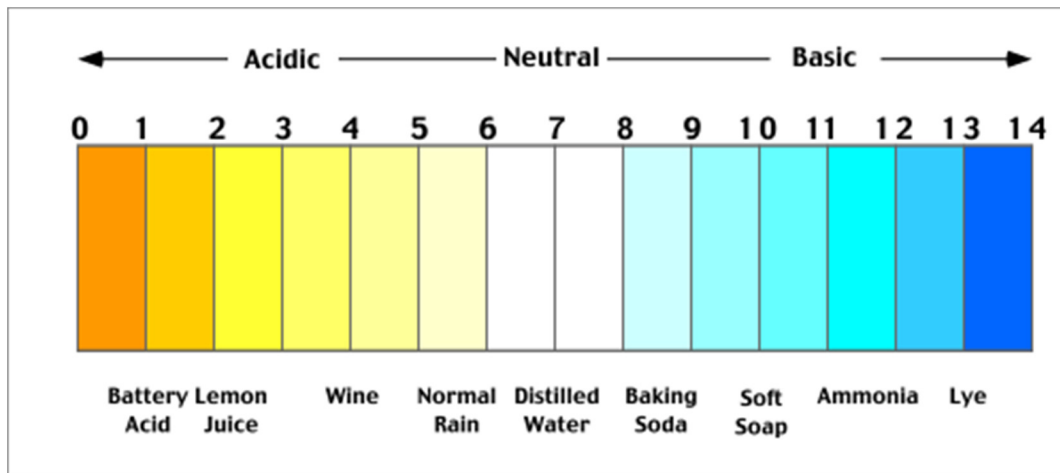 Acidic Neutral Basic
0 1 2 3 4 5 6 7 8 9 10 11 12 13 14
Battery Lemon Wine Normal Distilled Baking Soft Ammonia Lye
Acid Juice Rain Water Soda Soap